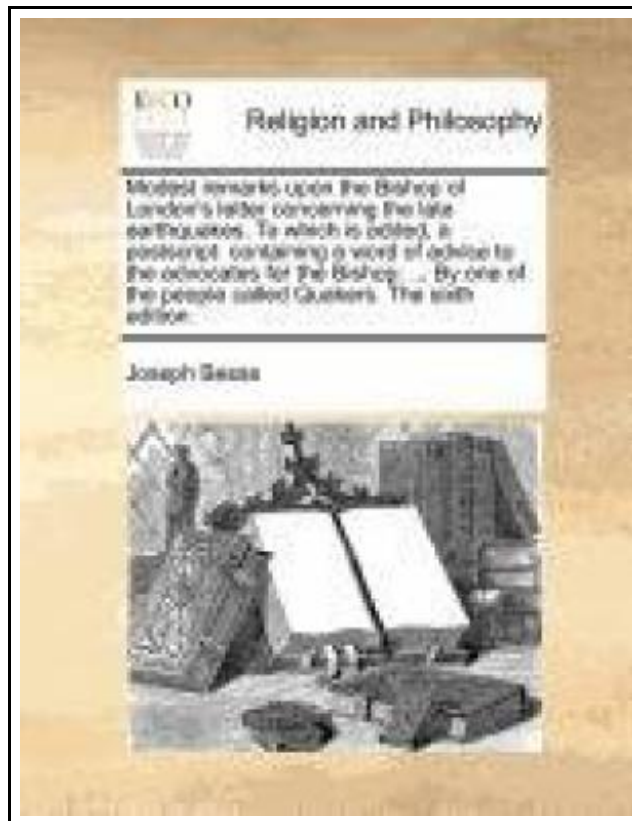 ECCO
Religion and Philosophy
Modest remarks upon the Bishop of
London's letter concerning the late
earthquakes. To which is added, a
postscript: containing a word of advise to
the advocates for the Bishop: ... By one of
the people called Quakers. The sixth
edition.
Joseph Besse